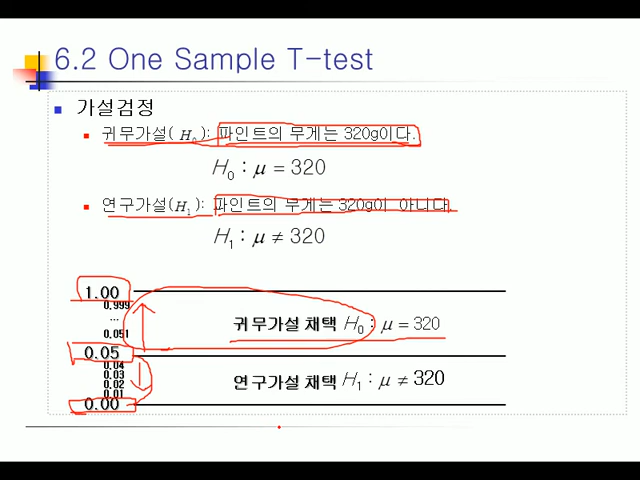 6.2 One Sample T-test
가설검정
귀무가설( H₀): 파인트의 무게는 320g이다.
H₀ : μ = 320
연구가설(H₁): 파인트의 무게는 320g이 아니다.
H₁ : μ ≠ 320
1.00
0.999
...
0.051
귀무가설 채택 H₀ : μ = 320
0.05
0.04
0.03
0.02
0.01
연구가설 채택 H₁ : μ ≠ 320
0.00